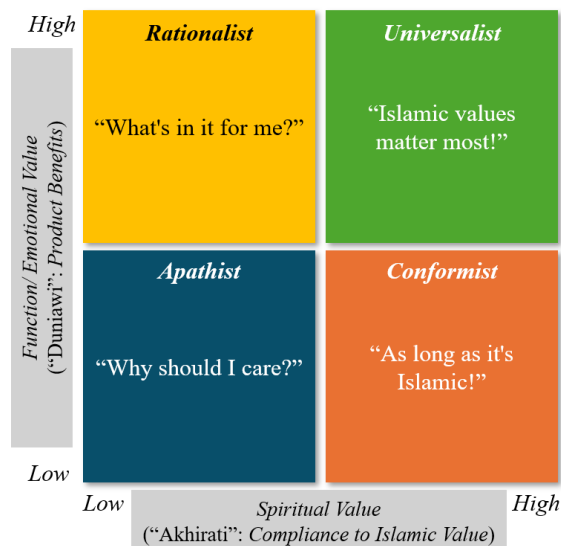 High
Rationalist
Universalist
“What's in it for me?”
“Islamic values
matter most!”
Function/ Emotional Value
(“Duniawi”: Product Benefits)
Apathist
Conformist
“Why should I care?”
“As long as it's
Islamic!”
Low
Low
Spiritual Value
(“Akhirati”: Compliance to Islamic Value)
High